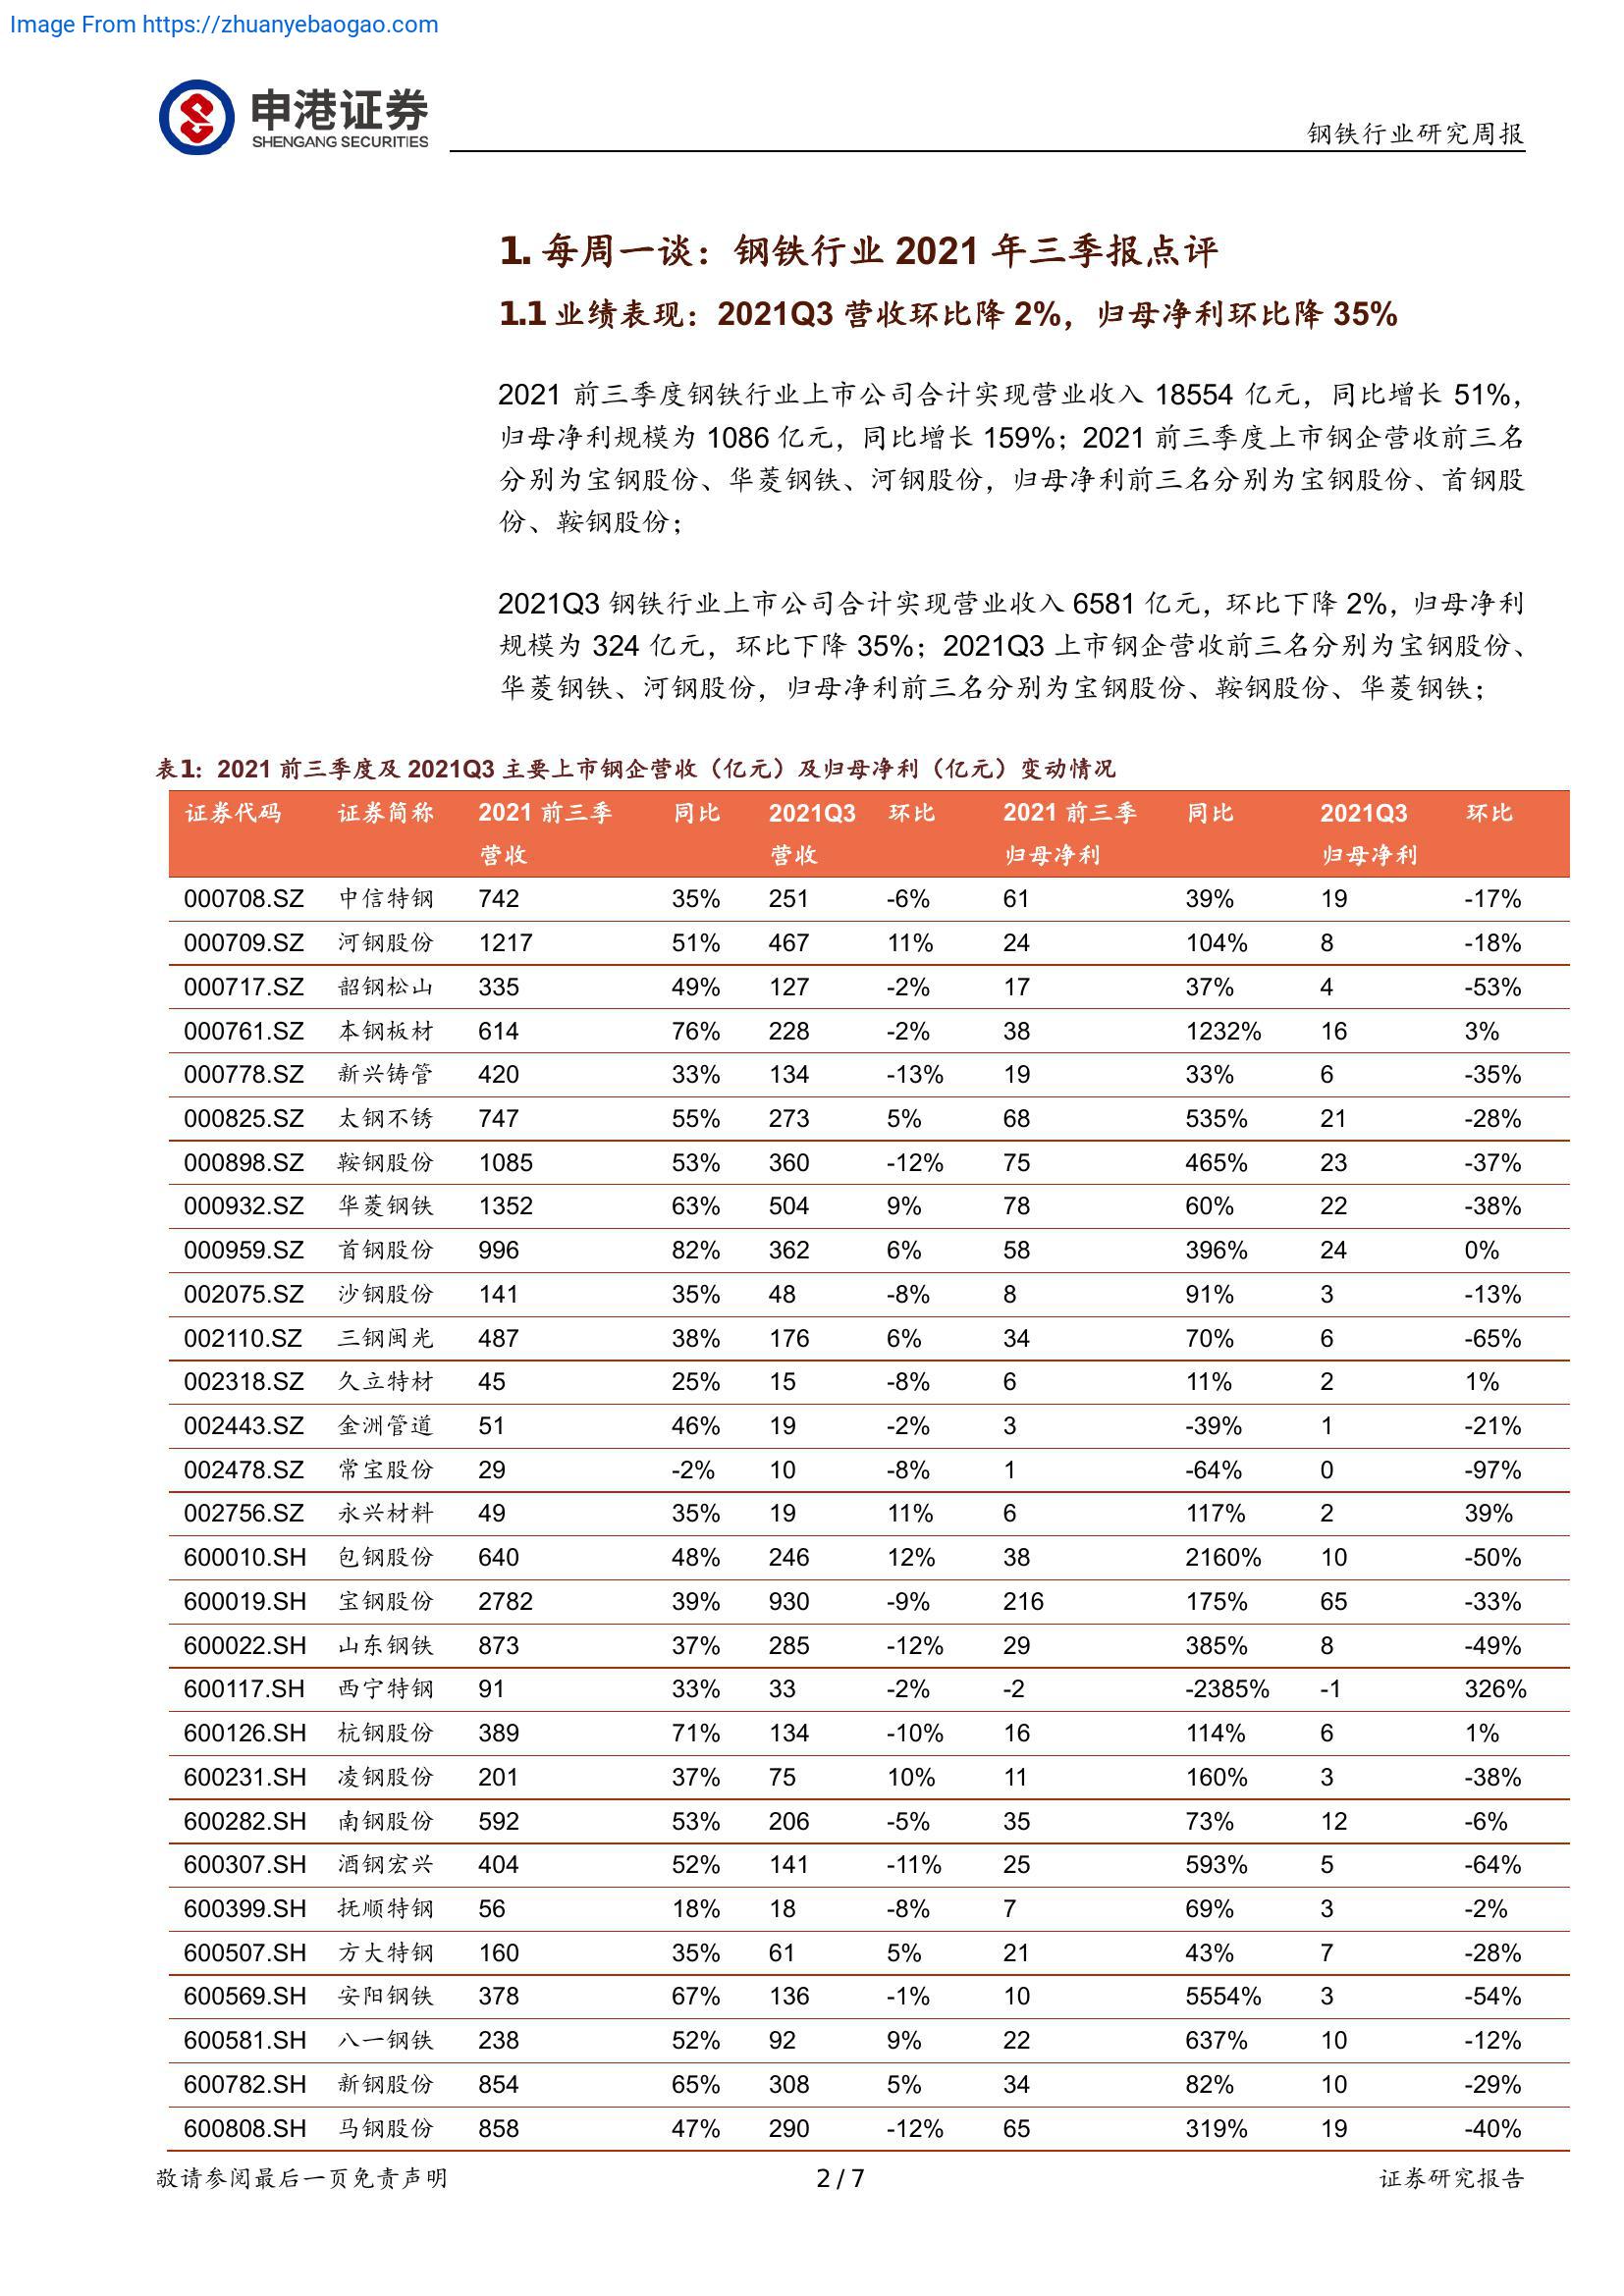 Image From https://zhuanyebaogao.com
申港证券
SHENGANG SECURITIES
钢铁行业研究周报
1. 每周一谈：钢铁行业 2021 年三季报点评
1.1 业绩表现：2021Q3 营收环比降 2%，归母净利环比降 35%
2021 前三季度钢铁行业上市公司合计实现营业收入 18554 亿元，同比增长 51%，
归母净利规模为 1086 亿元，同比增长 159%；2021 前三季度上市钢企营收前三名
分别为宝钢股份、华菱钢铁、河钢股份，归母净利前三名分别为宝钢股份、首钢股
份、鞍钢股份；
2021Q3 钢铁行业上市公司合计实现营业收入 6581 亿元，环比下降 2%，归母净利
规模为 324 亿元，环比下降 35%；2021Q3 上市钢企营收前三名分别为宝钢股份、
华菱钢铁、河钢股份，归母净利前三名分别为宝钢股份、鞍钢股份、华菱钢铁；
表1：2021 前三季度及 2021Q3 主要上市钢企营收（亿元）及归母净利（亿元）变动情况
证券代码 证券简称 2021 前三季 同比 2021Q3 环比 2021 前三季 同比 2021Q3 环比
营收 营收 归母净利 归母净利
000708.SZ 中信特钢 742 35% 251 -6% 61 39% 19 -17%
000709.SZ 河钢股份 1217 51% 467 11% 24 104% 8 -18%
000717.SZ 韶钢松山 335 49% 127 -2% 17 37% 4 -53%
000761.SZ 本钢板材 614 76% 228 -2% 38 1232% 16 3%
000778.SZ 新兴铸管 420 33% 134 -13% 19 33% 6 -35%
000825.SZ 太钢不锈 747 55% 273 5% 68 535% 21 -28%
000898.SZ 鞍钢股份 1085 53% 360 -12% 75 465% 23 -37%
000932.SZ 华菱钢铁 1352 63% 504 9% 78 60% 22 -38%
000959.SZ 首钢股份 996 82% 362 6% 58 396% 24 0%
002075.SZ 沙钢股份 141 35% 48 -8% 8 91% 3 -13%
002110.SZ 三钢闽光 487 38% 176 6% 34 70% 6 -65%
002318.SZ 久立特材 45 25% 15 -8% 6 11% 2 1%
002443.SZ 金洲管道 51 46% 19 -2% 3 -39% 1 -21%
002478.SZ 常宝股份 29 -2% 10 -8% 1 -64% 0 -97%
002756.SZ 永兴材料 49 35% 19 11% 6 117% 2 39%
600010.SH 包钢股份 640 48% 246 12% 38 2160% 10 -50%
600019.SH 宝钢股份 2782 39% 930 -9% 216 175% 65 -33%
600022.SH 山东钢铁 873 37% 285 -12% 29 385% 8 -49%
600117.SH 西宁特钢 91 33% 33 -2% -2 -2385% -1 326%
600126.SH 杭钢股份 389 71% 134 -10% 16 114% 6 1%
600231.SH 凌钢股份 201 37% 75 10% 11 160% 3 -38%
600282.SH 南钢股份 592 53% 206 -5% 35 73% 12 -6%
600307.SH 酒钢宏兴 404 52% 141 -11% 25 593% 5 -64%
600399.SH 抚顺特钢 56 18% 18 -8% 7 69% 3 -2%
600507.SH 方大特钢 160 35% 61 5% 21 43% 7 -28%
600569.SH 安阳钢铁 378 67% 136 -1% 10 5554% 3 -54%
600581.SH 八一钢铁 238 52% 92 9% 22 637% 10 -12%
600782.SH 新钢股份 854 65% 308 5% 34 82% 10 -29%
600808.SH 马钢股份 858 47% 290 -12% 65 319% 19 -40%
敬请参阅最后一页免责声明 2 / 7 证券研究报告